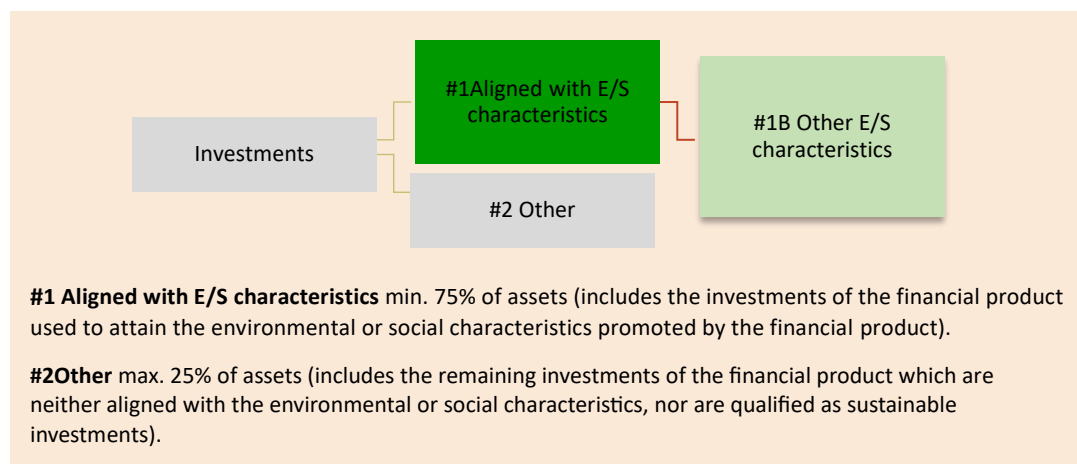 #1Aligned with E/S
characteristics
Investments
#1B Other E/S
characteristics
#2 Other
#1 Aligned with E/S characteristics min. 75% of assets (includes the investments of the financial product
used to attain the environmental or social characteristics promoted by the financial product).
#2Other max. 25% of assets (includes the remaining investments of the financial product which are
neither aligned with the environmental or social characteristics, nor are qualified as sustainable
investments).